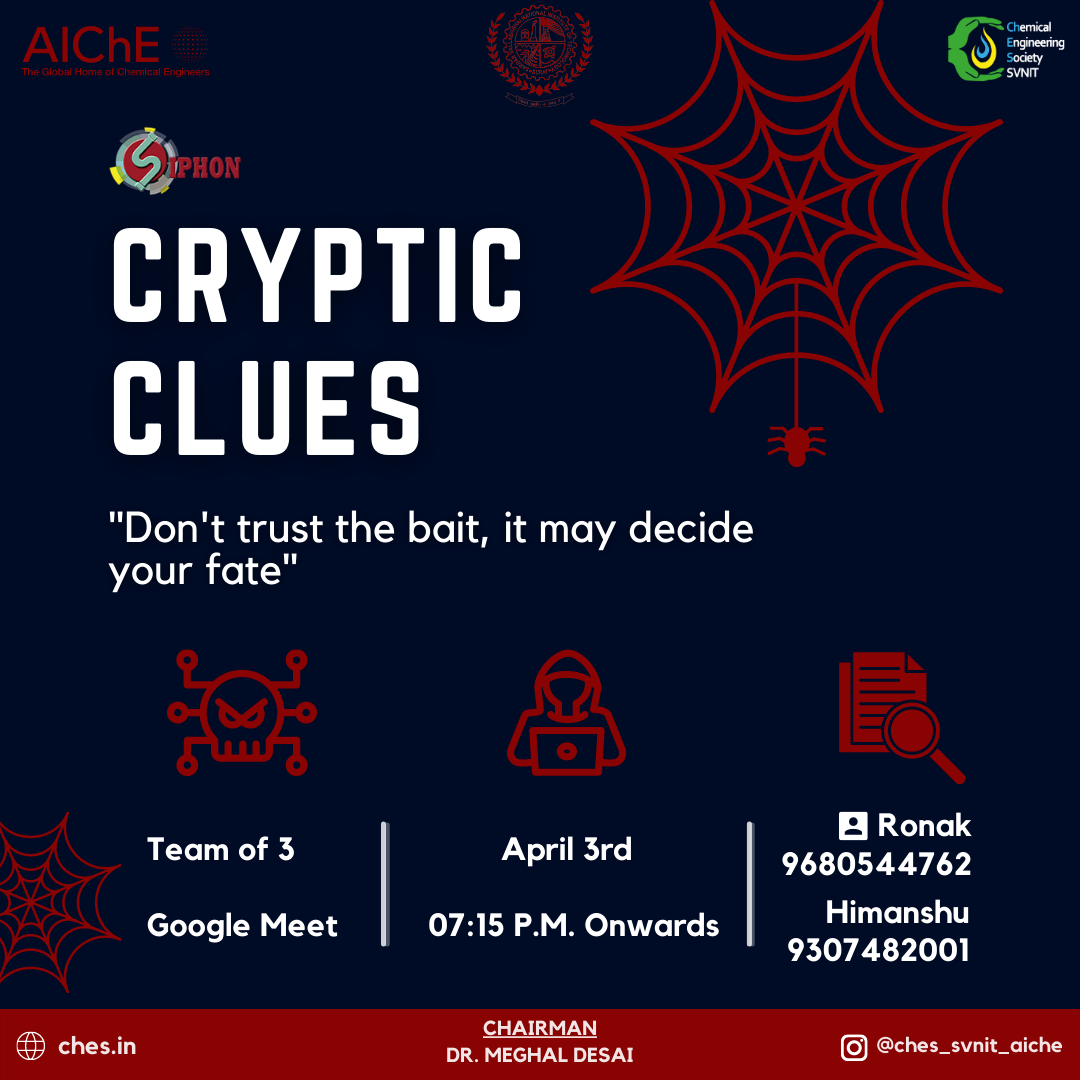 AIChE
The Global Home of Chemical Engineers
Chemical
Engineering
Society
SVNIT
SIPHON
CRYPTIC
CLUES
"Don't trust the bait, it may decide
your fate"
Team of 3
Google Meet
April 3rd
07:15 P.M. Onwards
Ronak
9680544762
Himanshu
9307482001
ches.in
CHAIRMAN
DR. MEGHAL DESAI
@ches_svnit_aiche